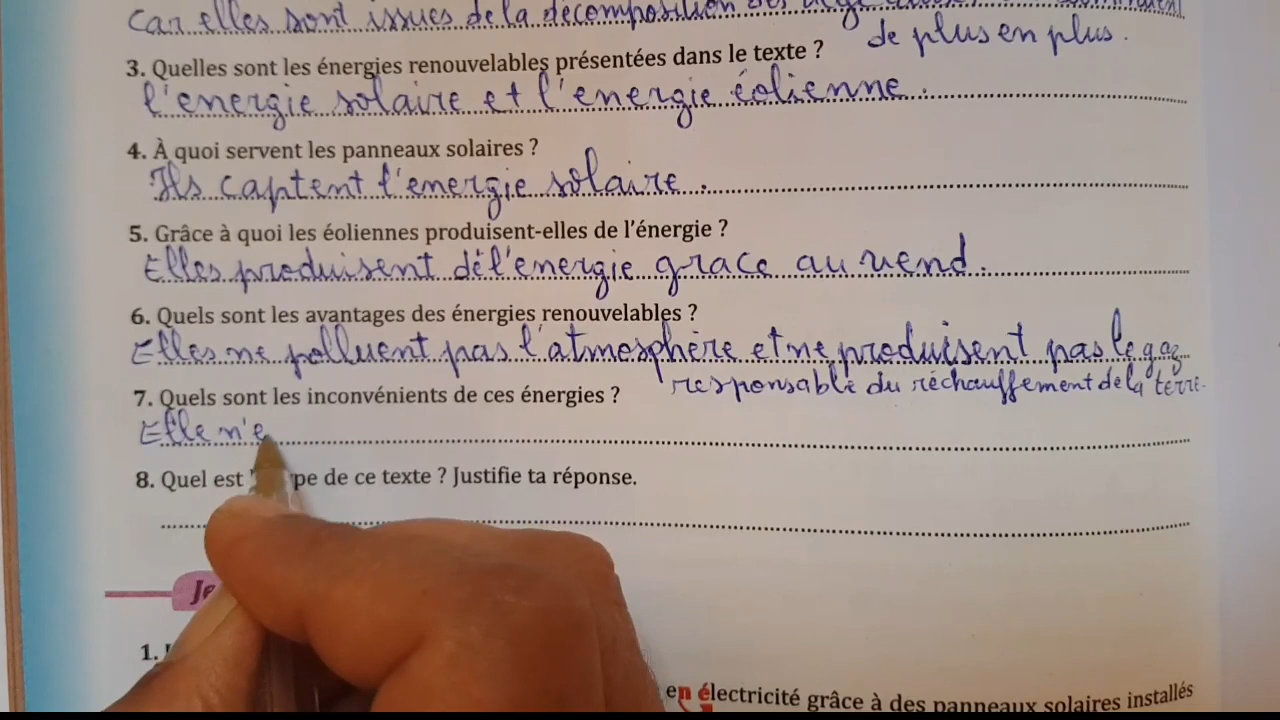 Car elles sont issues de la décomposition des
de plus en plus.
3. Quelles sont les énergies renouvelables présentées dans le texte ?
l'energie solaire et l'energie éolienne.
4. À quoi servent les panneaux solaires ?
Ils captent l'energie solaire.
5. Grâce à quoi les éoliennes produisent-elles de l'énergie ?
Elles produisent de l'energie grace au vend.
6. Quels sont les avantages des énergies renouvelables ?
Elles ne polluent pas l'atmosphère et ne produisent pas le gaz
responsable du réchauffement de la terre.
7. Quels sont les inconvénients de ces énergies ?
Elle n'e
8. Quel est pe de ce texte ? Justifie ta réponse.
Je
1.
en électricité grâce à des panneaux solaires installés